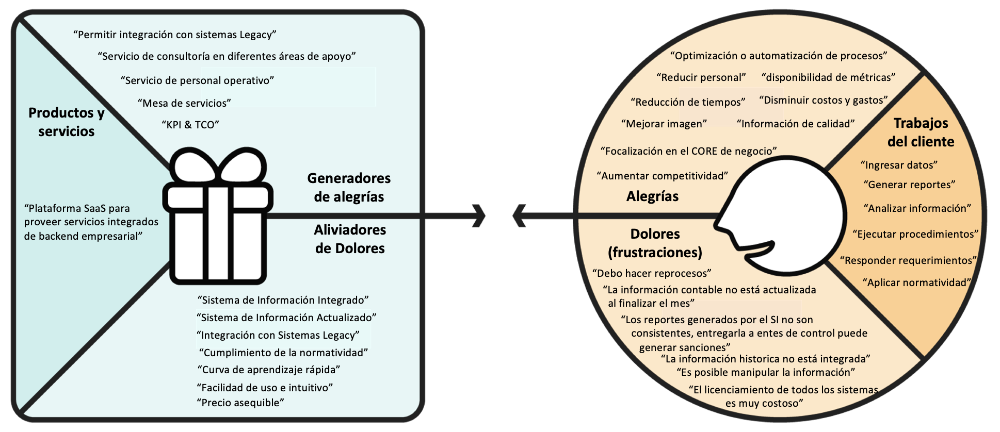 “Permitir integración con sistemas Legacy”
“Servicio de consultoría en diferentes áreas de apoyo”
“Servicio de personal operativo”
“Mesa de servicios”
“KPI & TCO”
Productos y
servicios
“Plataforma SaaS para
proveer servicios integrados
de backend empresarial”
Generadores
de alegrías
Aliviadores
de Dolores
“Sistema de Información Integrado”
“Sistema de Información Actualizado”
“Integración con Sistemas Legacy”
“Cumplimiento de la normatividad”
“Curva de aprendizaje rápida”
“Facilidad de uso e intuitivo”
“Precio asequible”
“Optimización o automatización de procesos”
“Reducir personal” “disponibilidad de métricas”
“Reducción de tiempos” “Disminuir costos y gastos”
“Mejorar imagen” “Información de calidad”
“Focalización en el CORE de negocio”
“Aumentar competitividad”
Alegrías
Dolores
(frustraciones)
“Debo hacer reprocesos”
“La información contable no está actualizada
al finalizar el mes”
“Los reportes generados por el SI no son
consistentes, entregarla a entes de control puede
generar sanciones”
“La información historica no está integrada”
“Es posible manipular la información”
“El licenciamiento de todos los sistemas
es muy costoso”
Trabajos
del cliente
“Ingresar datos”
“Generar reportes”
“Analizar información”
“Ejecutar procedimientos”
“Responder requerimientos”
“Aplicar normatividad”